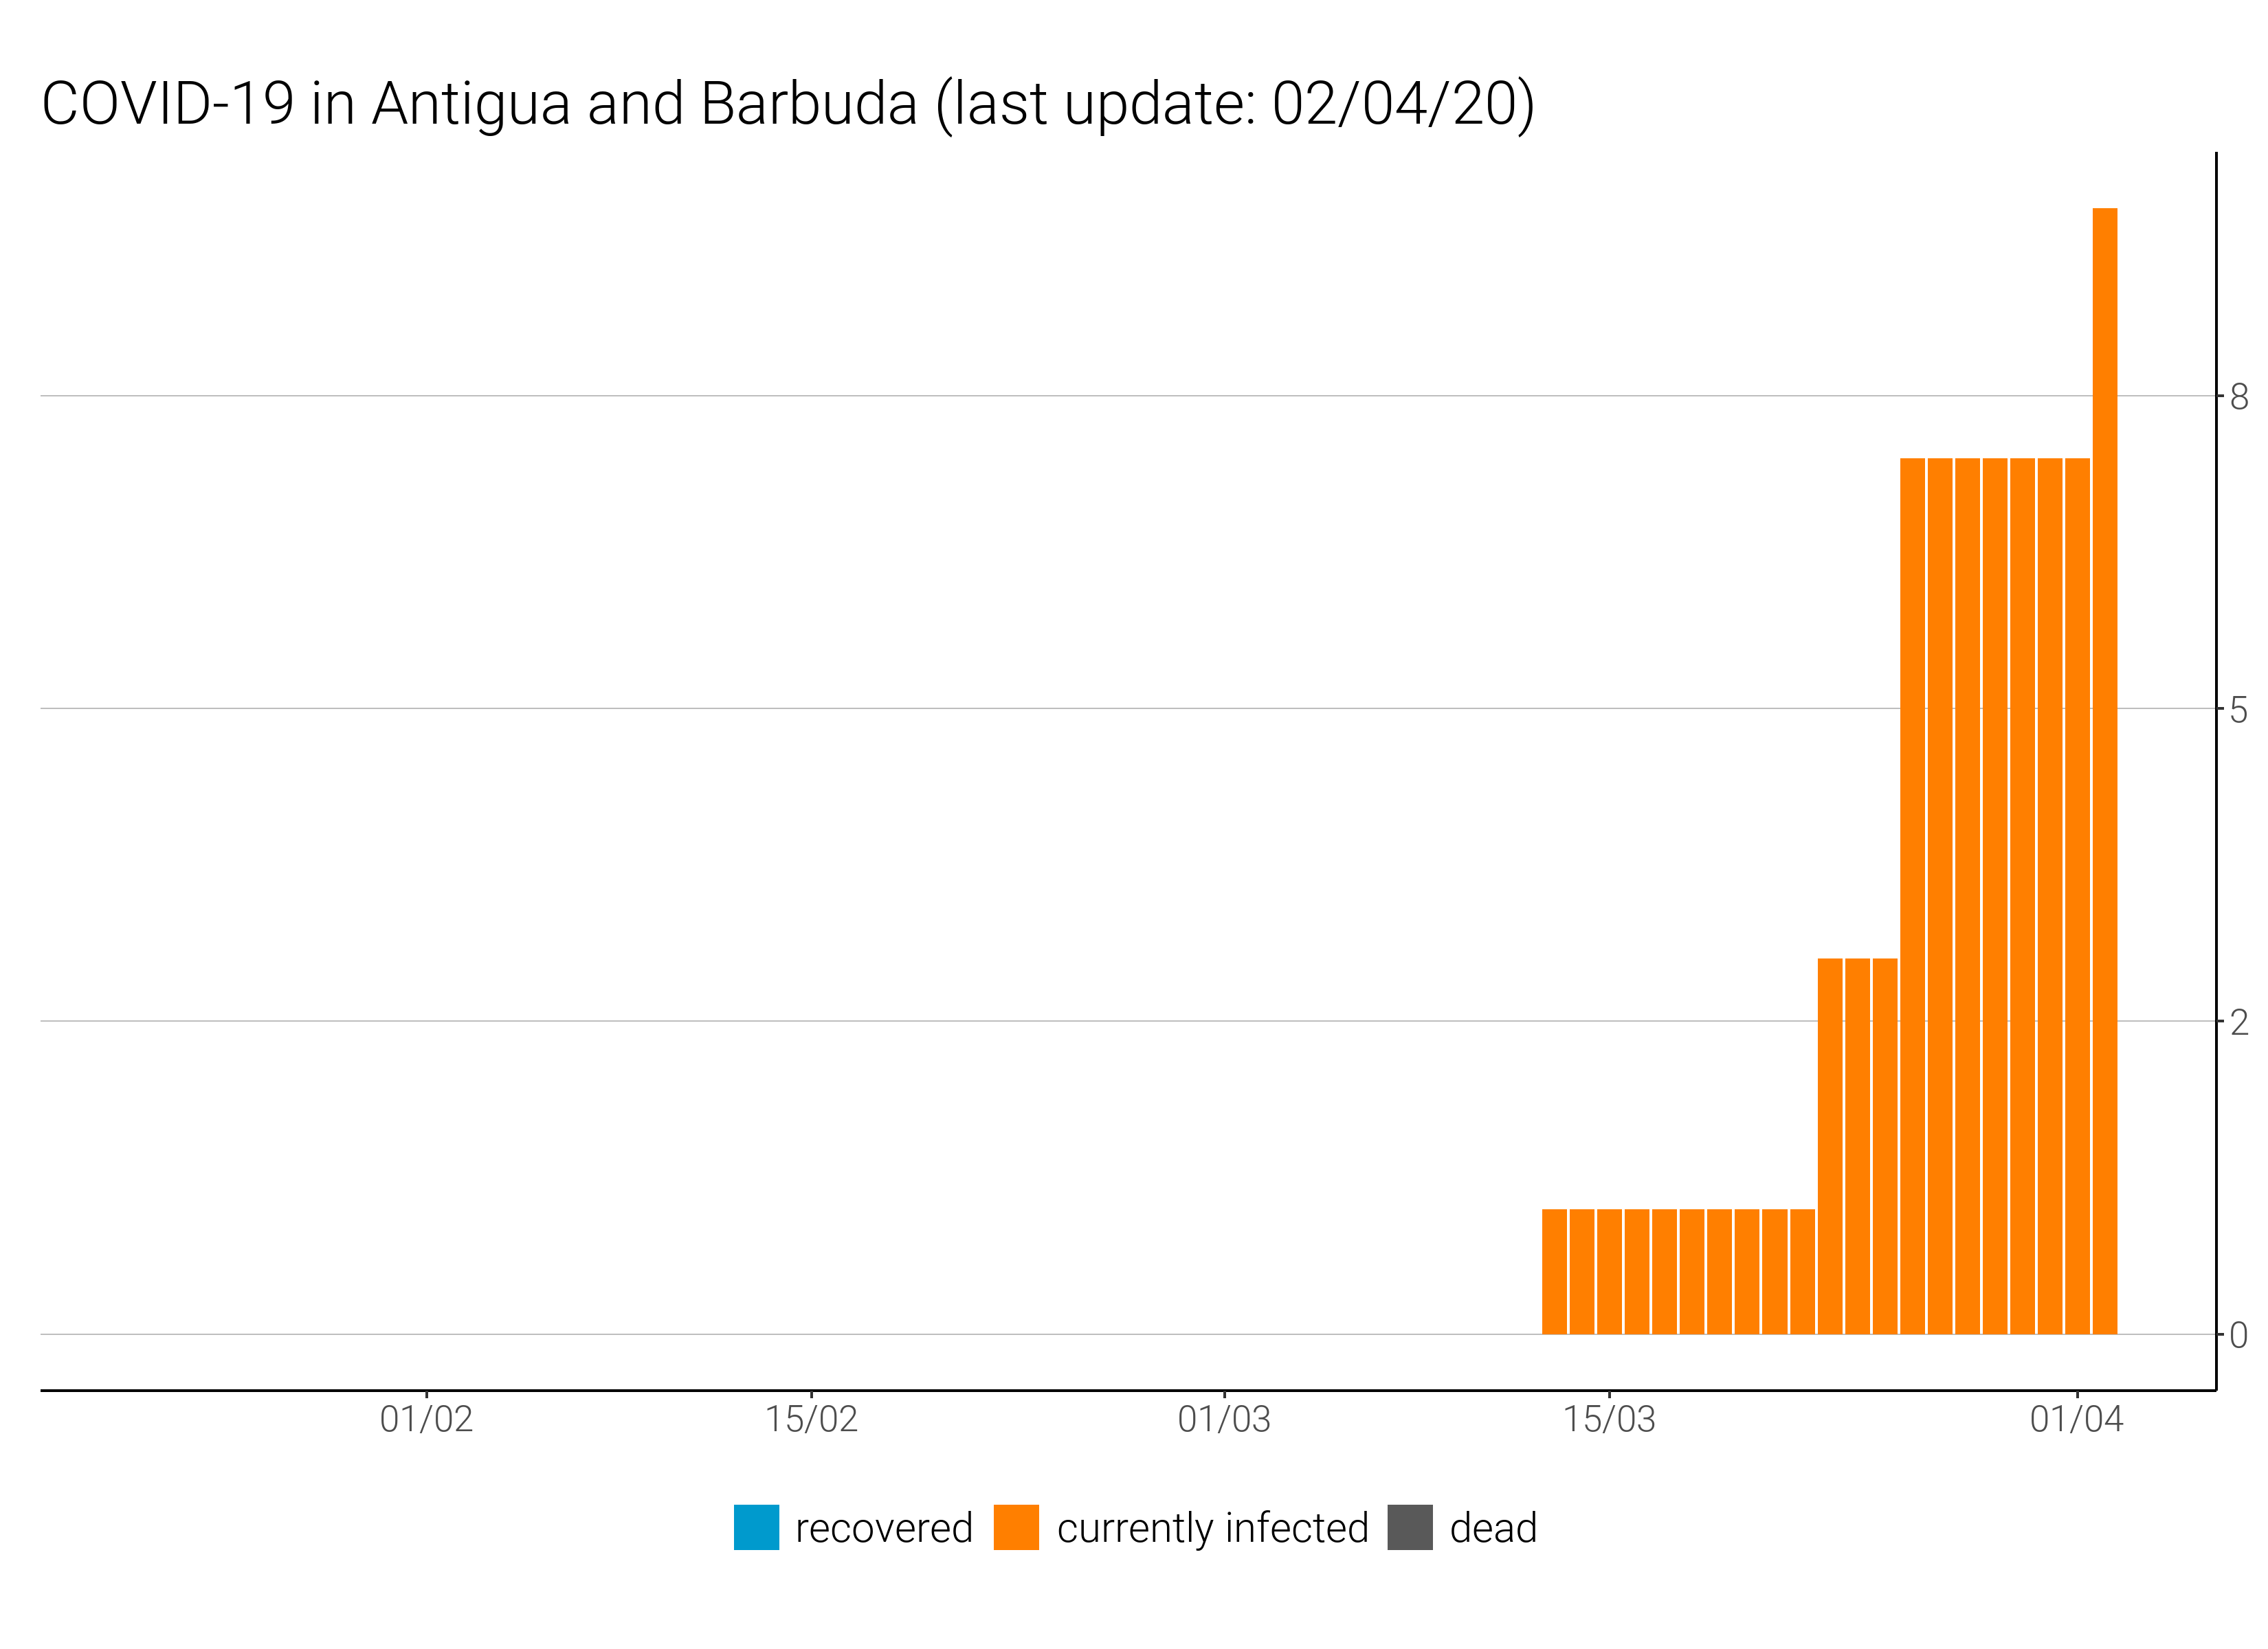 COVID-19 in Antigua and Barbuda (last update: 02/04/20)
8
5
2
0
01/02 15/02 01/03 15/03 01/04
recovered currently infected dead